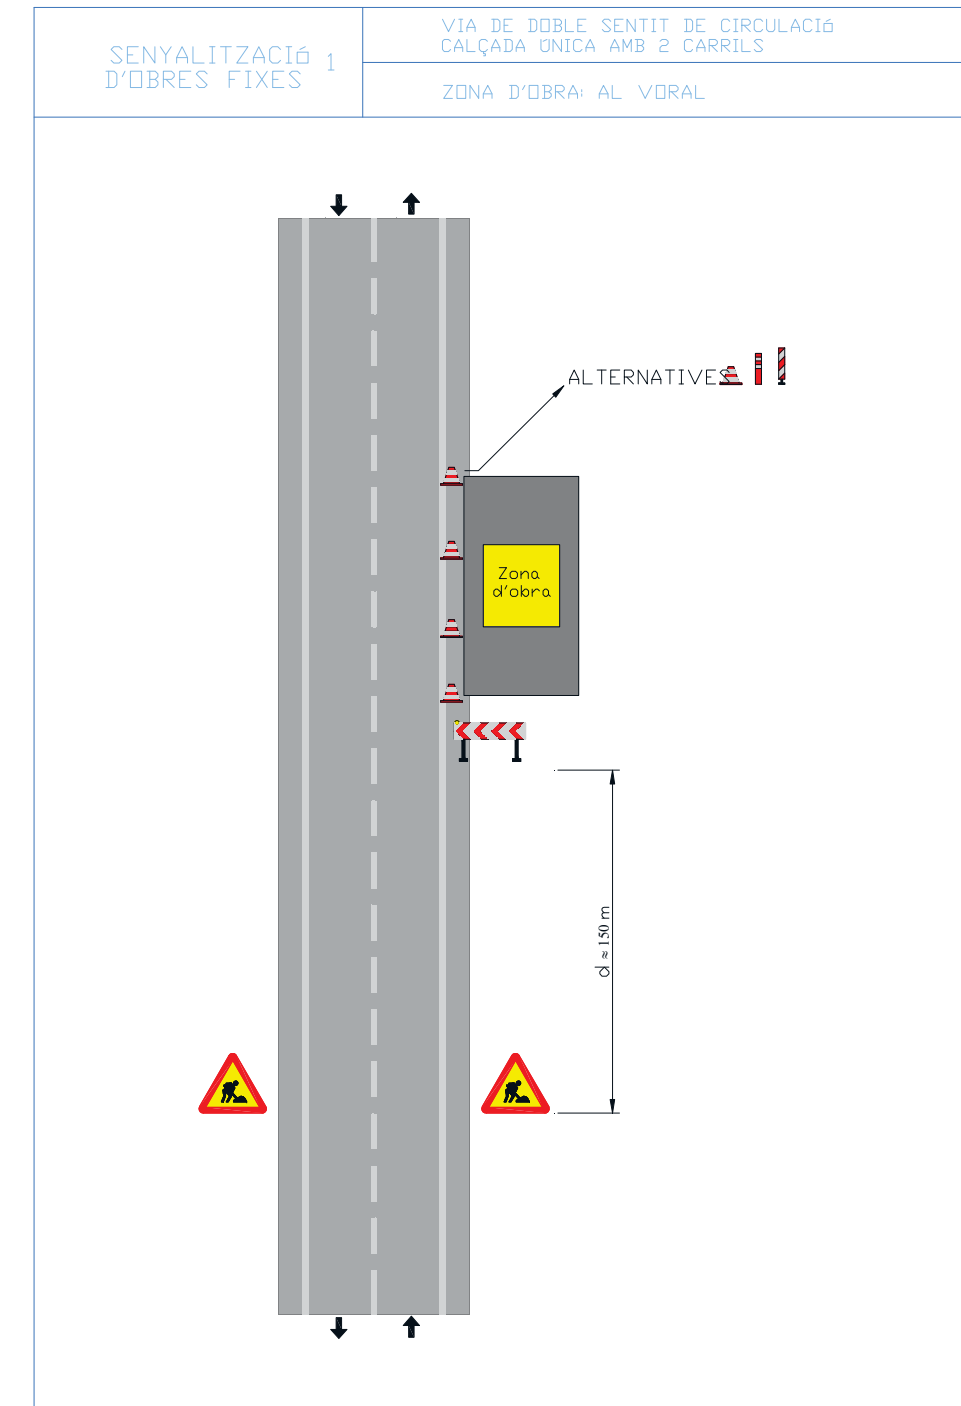 SENYALITZACIó 1
D'OBRES FIXES
VIA DE DOBLE SENTIT DE CIRCULACIó
CALÇADA ÚNICA AMB 2 CARRILS
ZONA D'OBRA: AL VORAL
ALTERNATIVES
Zona
d'obra
d ≈ 150 m